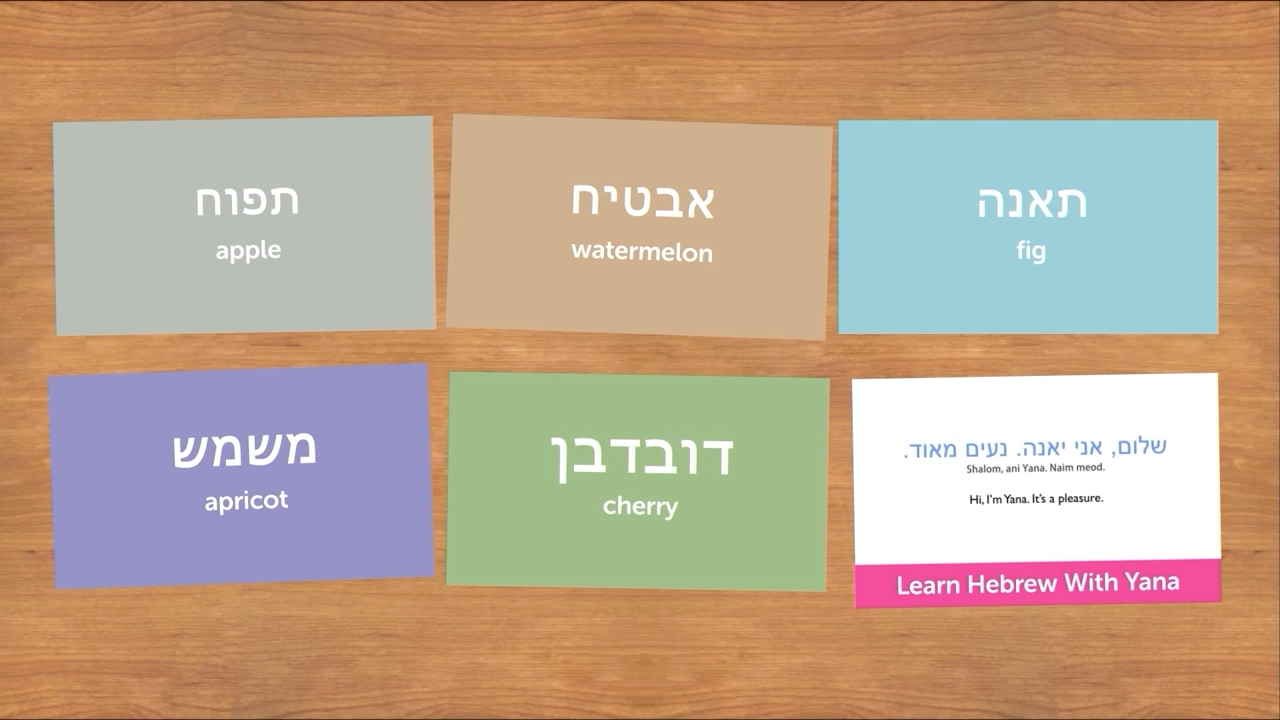 תפוח
apple
אבטיח
watermelon
תאנה
fig
משמש
apricot
דובדבן
cherry
שלום, אני יאנה. נעים מאוד.
Shalom, ani Yana. Naim meod.
Hi, I'm Yana. It's a pleasure.
Learn Hebrew With Yana